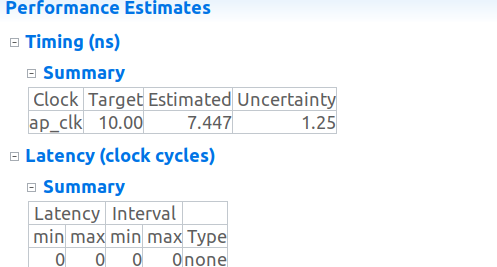 Performance Estimates
Timing (ns)
Summary
Clock Target Estimated Uncertainty
ap_clk 10.00 7.447 1.25
Latency (clock cycles)
Summary
Latency Interval
min max min max Type
0 0 0 0 none